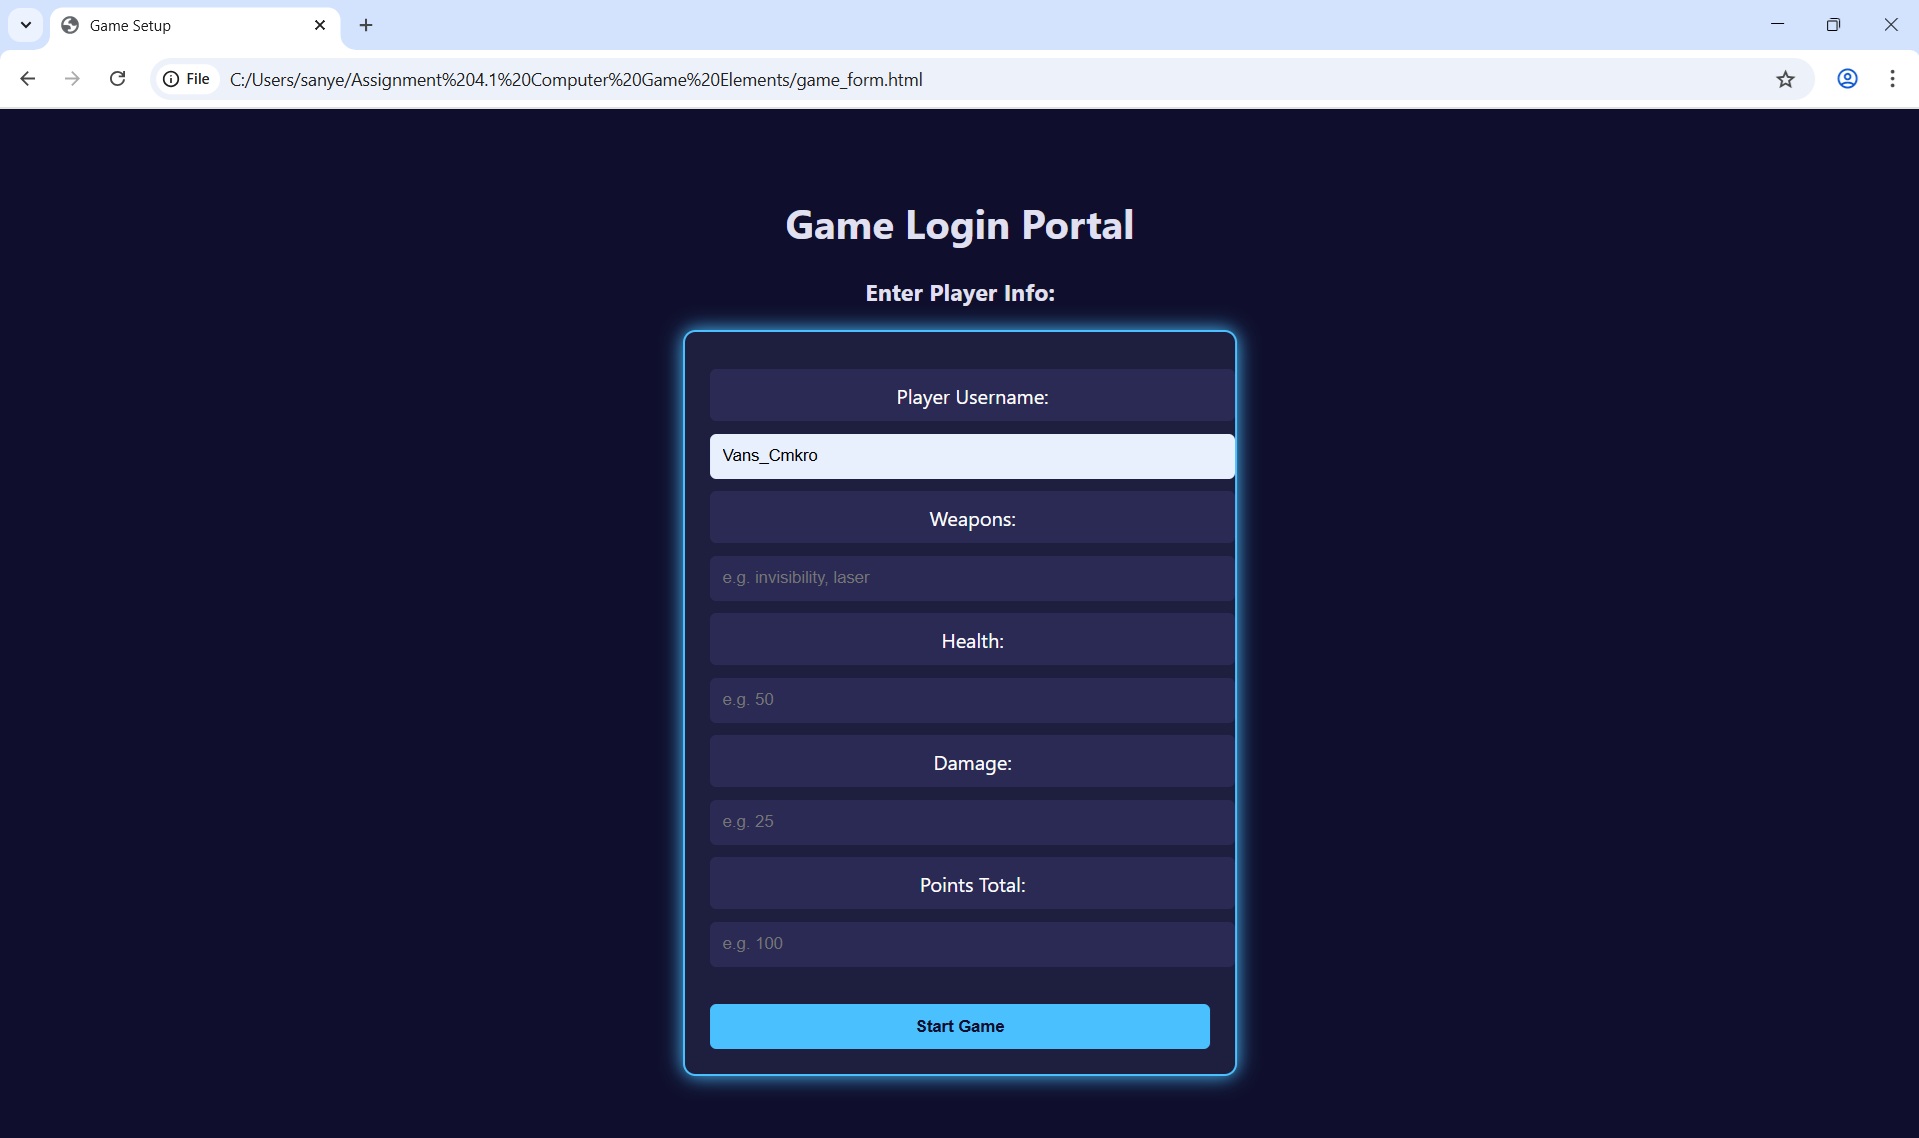 Game Setup
File
C:/Users/sanye/Assignment%204.1%20Computer%20Game%20Elements/game_form.html
Game Login Portal
Enter Player Info:
Player Username:
Vans_Cmkro
Weapons:
e.g. invisibility, laser
Health:
e.g. 50
Damage:
e.g. 25
Points Total:
e.g. 100
Start Game